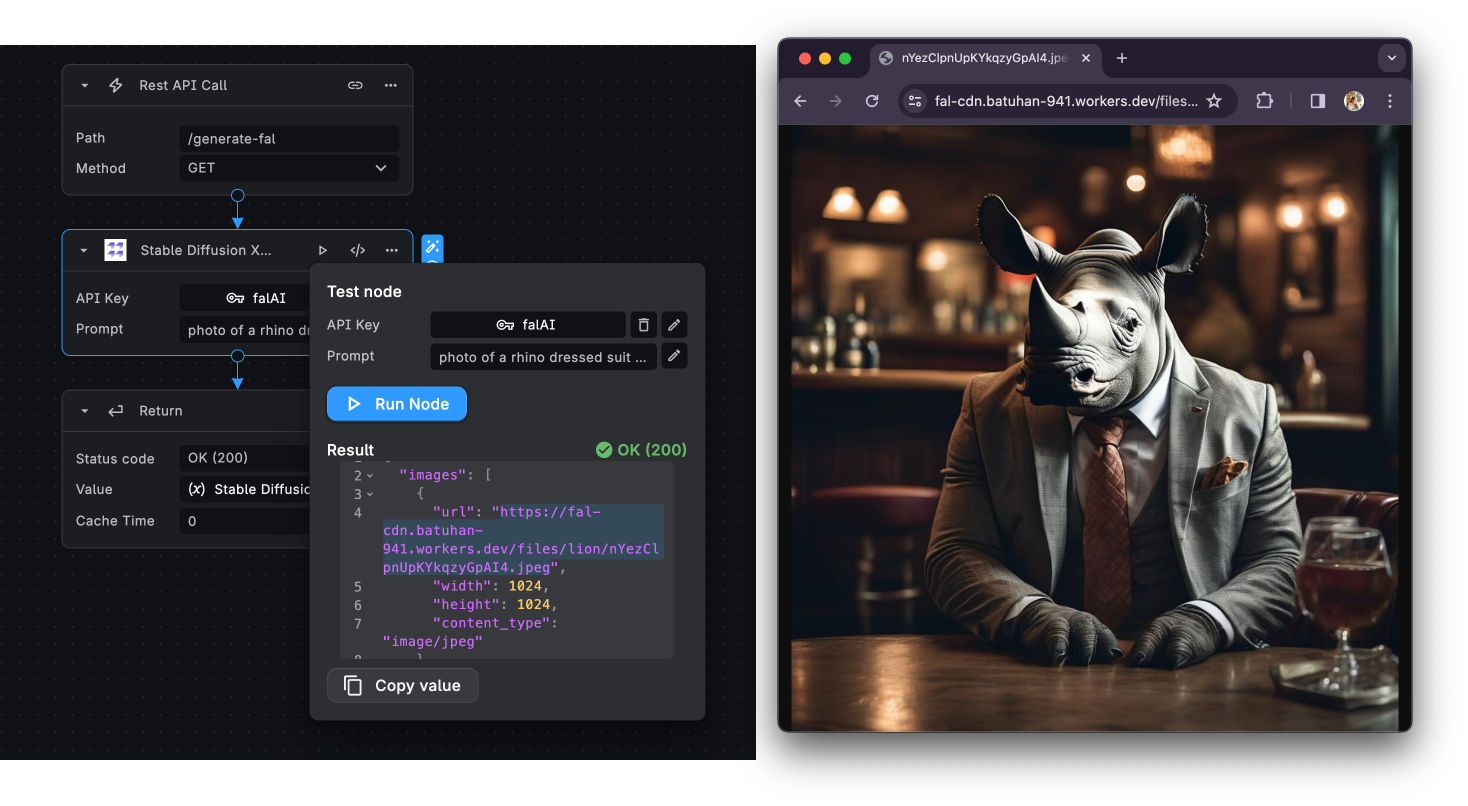 Rest API Call
Path
/generate-fal
Method
GET
Stable Diffusion X...
API Key
falAI
Prompt
photo of a rhino dr
Return
Status code
OK (200)
Value
(x) Stable Diffusio
Cache Time
0
Test node
API Key
falAI
Prompt
photo of a rhino dressed suit ...
Run Node
Result
OK (200)
2
"images": [
3
{
4
"url": "https://fal-
cdn.batuhan-
941.workers.dev/files/lion/nYezCl
pnUpKYkqzyGpAI4.jpeg",
5
"width": 1024,
6
"height": 1024,
7
"content_type":
"image/jpeg"
Copy value
nYezClpnUpKYkqzyGpAI4.jpe
fal-cdn.batuhan-941.workers.dev/files...